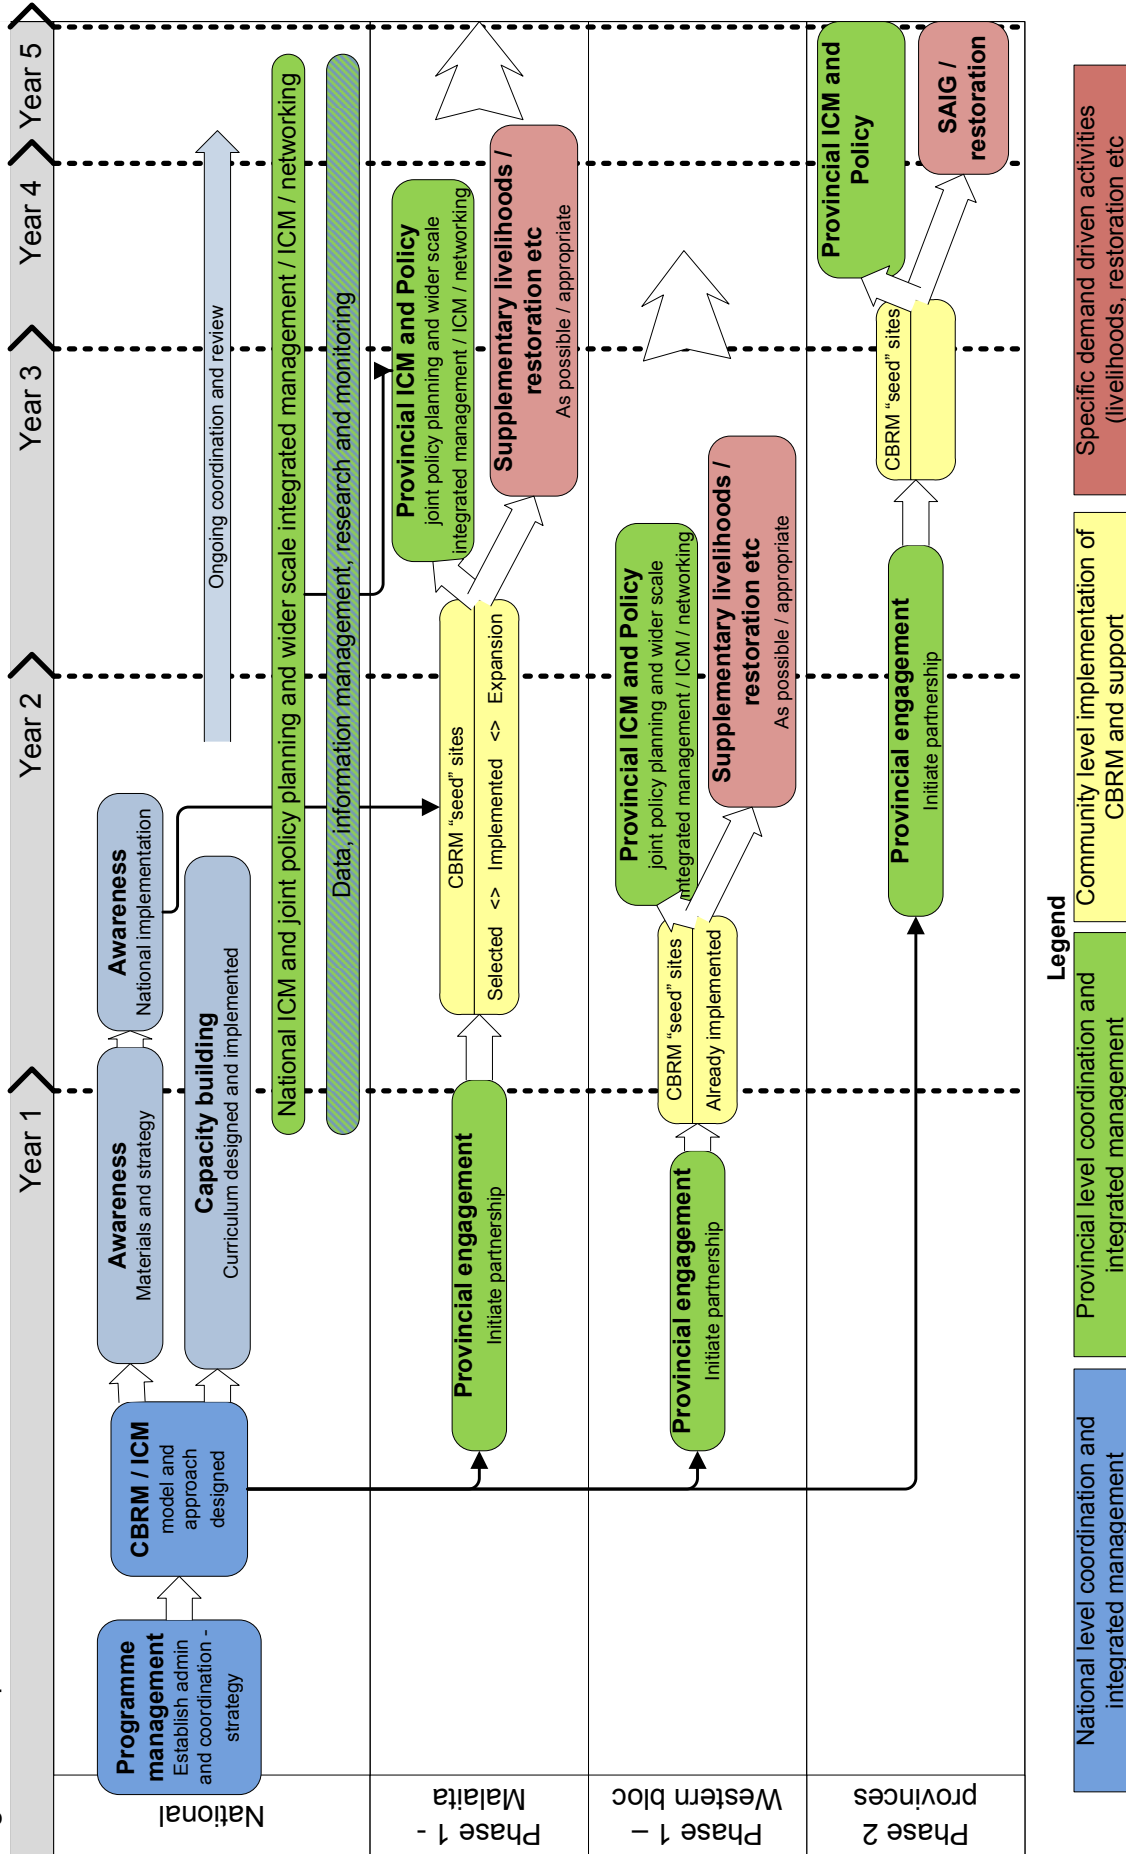 Year 1
Year 2
Year 3
Year 4
Year 5
National
Programme
management
Establish admin
and coordination -
strategy
CBRM / ICM
model and
approach
designed
Awareness
Materials and strategy
Awareness
National implementation
Capacity building
Curriculum designed and implemented
Ongoing coordination and review
National ICM and joint policy planning and wider scale integrated management / ICM / networking
Data, information management, research and monitoring
Phase 1 -
Malaita
Provincial engagement
Initiate partnership
CBRM “seed” sites
Selected <> Implemented <> Expansion
Provincial ICM and Policy
joint policy planning and wider scale
integrated management / ICM / networking
Supplementary livelihoods /
restoration etc
As possible / appropriate
Phase 1 –
Western bloc
Provincial engagement
Initiate partnership
CBRM “seed” sites
Already implemented
Provincial ICM and Policy
joint policy planning and wider scale
integrated management / ICM / networking
Supplementary livelihoods /
restoration etc
As possible / appropriate
Phase 2
provinces
Provincial engagement
Initiate partnership
CBRM “seed” sites
Provincial ICM and
Policy
SAIG /
restoration
Legend
National level coordination and
integrated management
Provincial level coordination and
integrated management
Community level implementation of
CBRM and support
Specific demand driven activities
(livelihoods, restoration etc